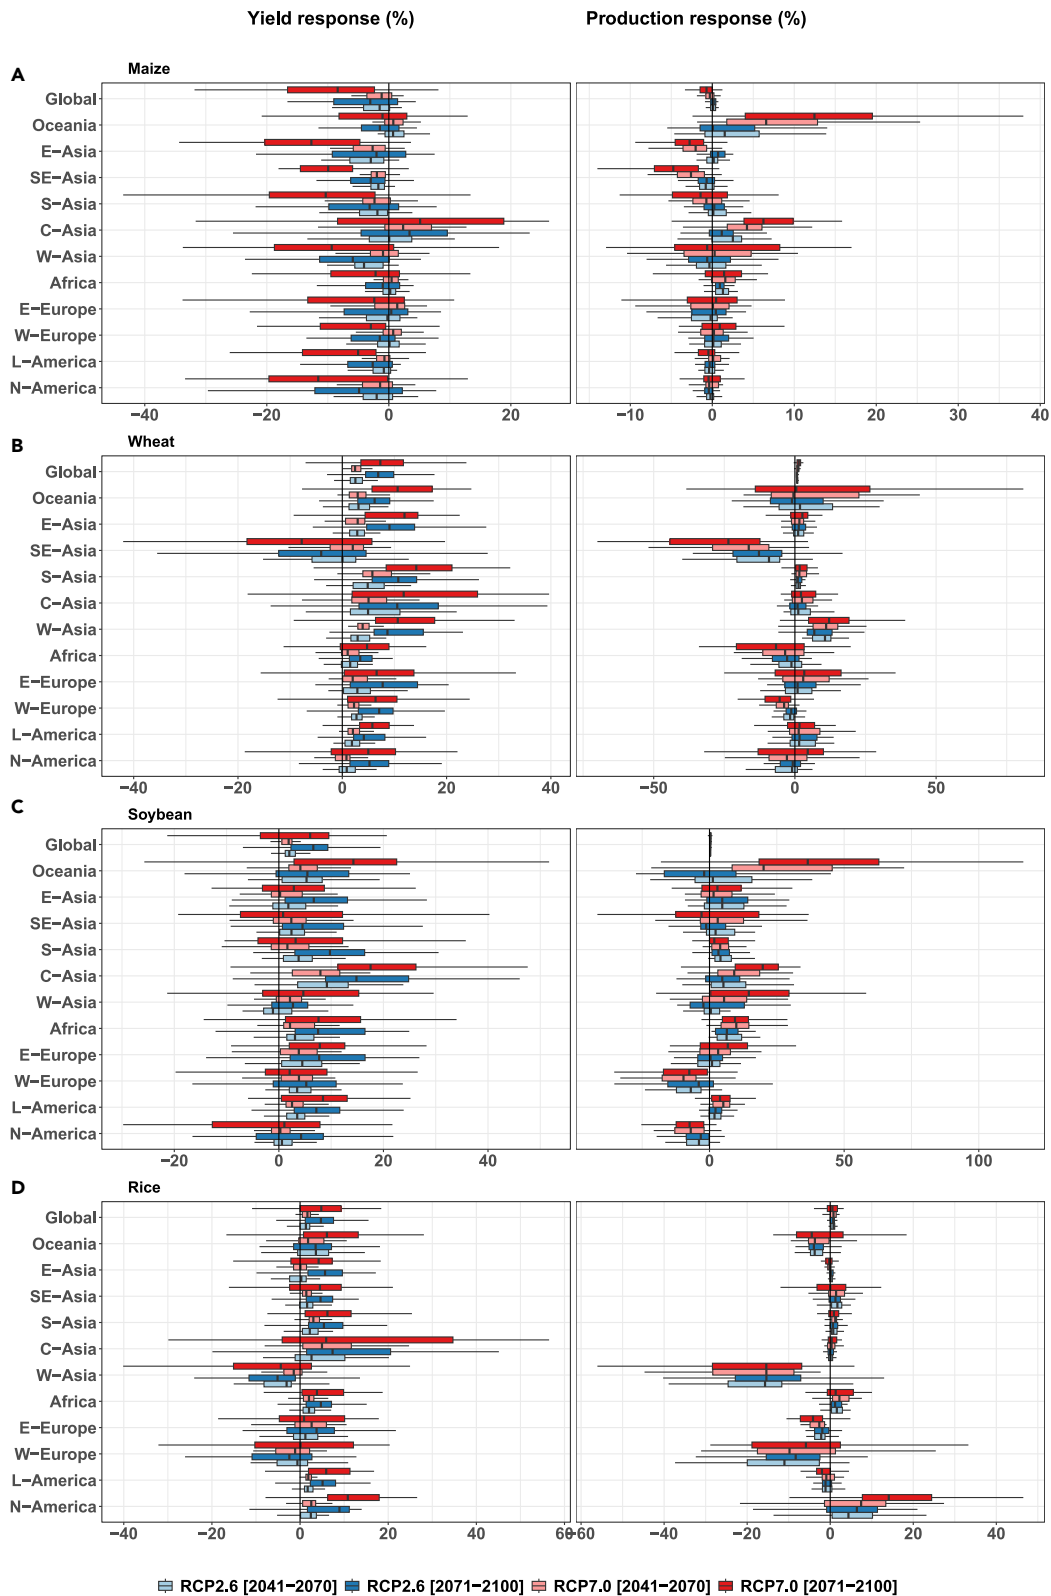 Yield response (%)
Production response (%)
A
Maize
Global
Oceania
E−Asia
SE−Asia
S−Asia
C−Asia
W−Asia
Africa
E−Europe
W−Europe
L−America
N−America
−40 −20 0 20
−10 0 10 20 30 40
B
Wheat
Global
Oceania
E−Asia
SE−Asia
S−Asia
C−Asia
W−Asia
Africa
E−Europe
W−Europe
L−America
N−America
−40 −20 0 20 40
−50 0 50
C
Soybean
Global
Oceania
E−Asia
SE−Asia
S−Asia
C−Asia
W−Asia
Africa
E−Europe
W−Europe
L−America
N−America
−20 0 20 40
0 50 100
D
Rice
Global
Oceania
E−Asia
SE−Asia
S−Asia
C−Asia
W−Asia
Africa
E−Europe
W−Europe
L−America
N−America
−40 −20 0 20 40 60
−60 −40 −20 0 20 40
RCP2.6 [2041−2070] RCP2.6 [2071−2100] RCP7.0 [2041−2070] RCP7.0 [2071−2100]